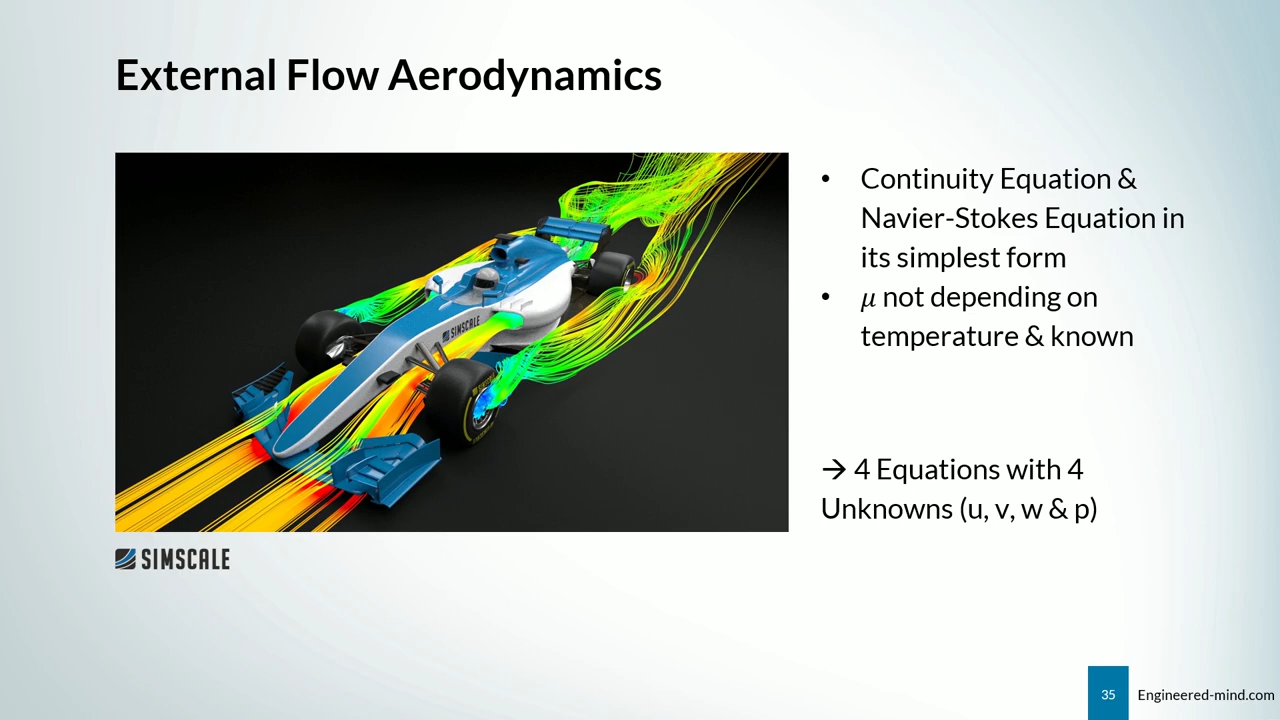 External Flow Aerodynamics
• Continuity Equation &
Navier-Stokes Equation in
its simplest form
• μ not depending on
temperature & known
→ 4 Equations with 4
Unknowns (u, v, w & p)
SIMSCALE
SIMSCALE
35
Engineered-mind.com